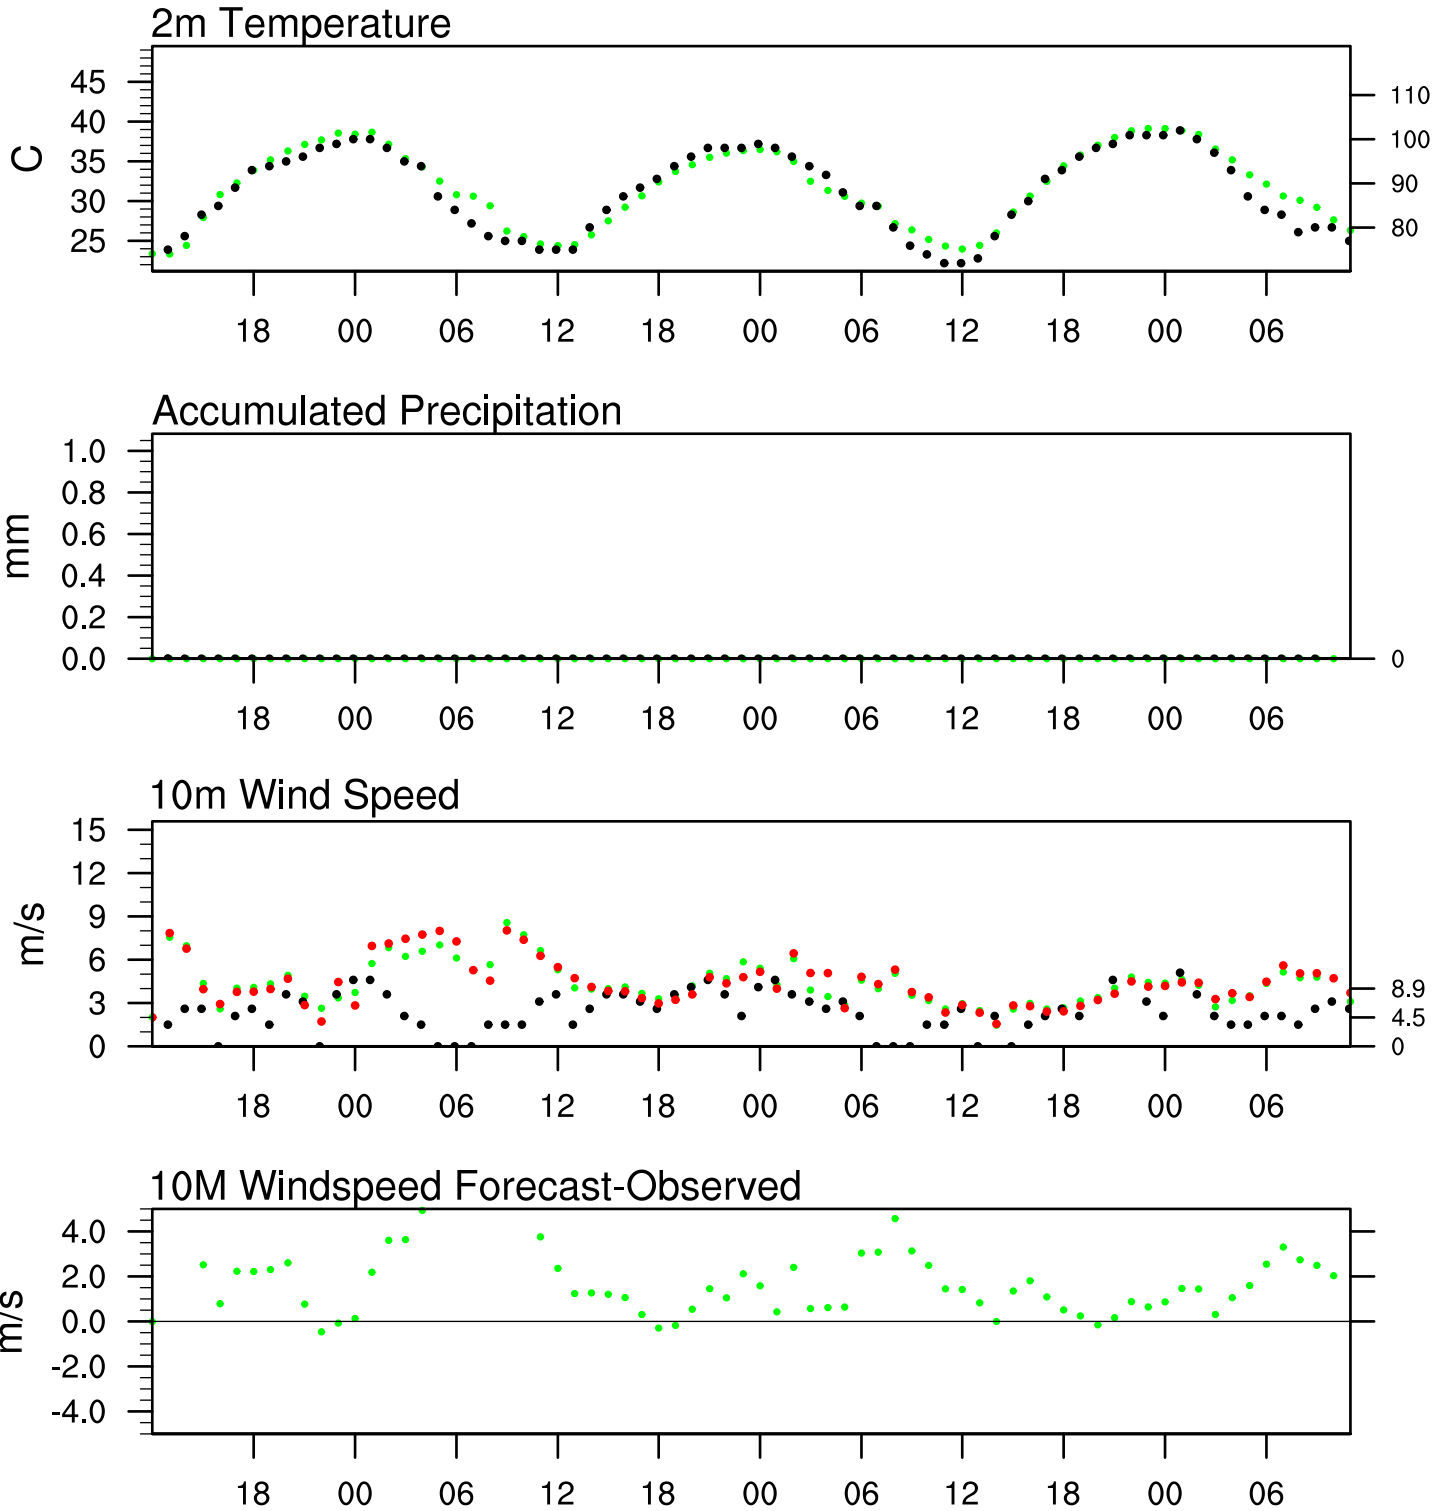 2m Temperature
45
40
35
30
25
C
110
100
90
80
18 00 06 12 18 00 06 12 18 00 06
Accumulated Precipitation
1.0
0.8
0.6
0.4
0.2
0.0
mm
0
18 00 06 12 18 00 06 12 18 00 06
10m Wind Speed
15
12
9
6
3
0
m/s
8.9
4.5
0
18 00 06 12 18 00 06 12 18 00 06
10M Windspeed Forecast-Observed
4.0
2.0
0.0
-2.0
-4.0
m/s
18 00 06 12 18 00 06 12 18 00 06